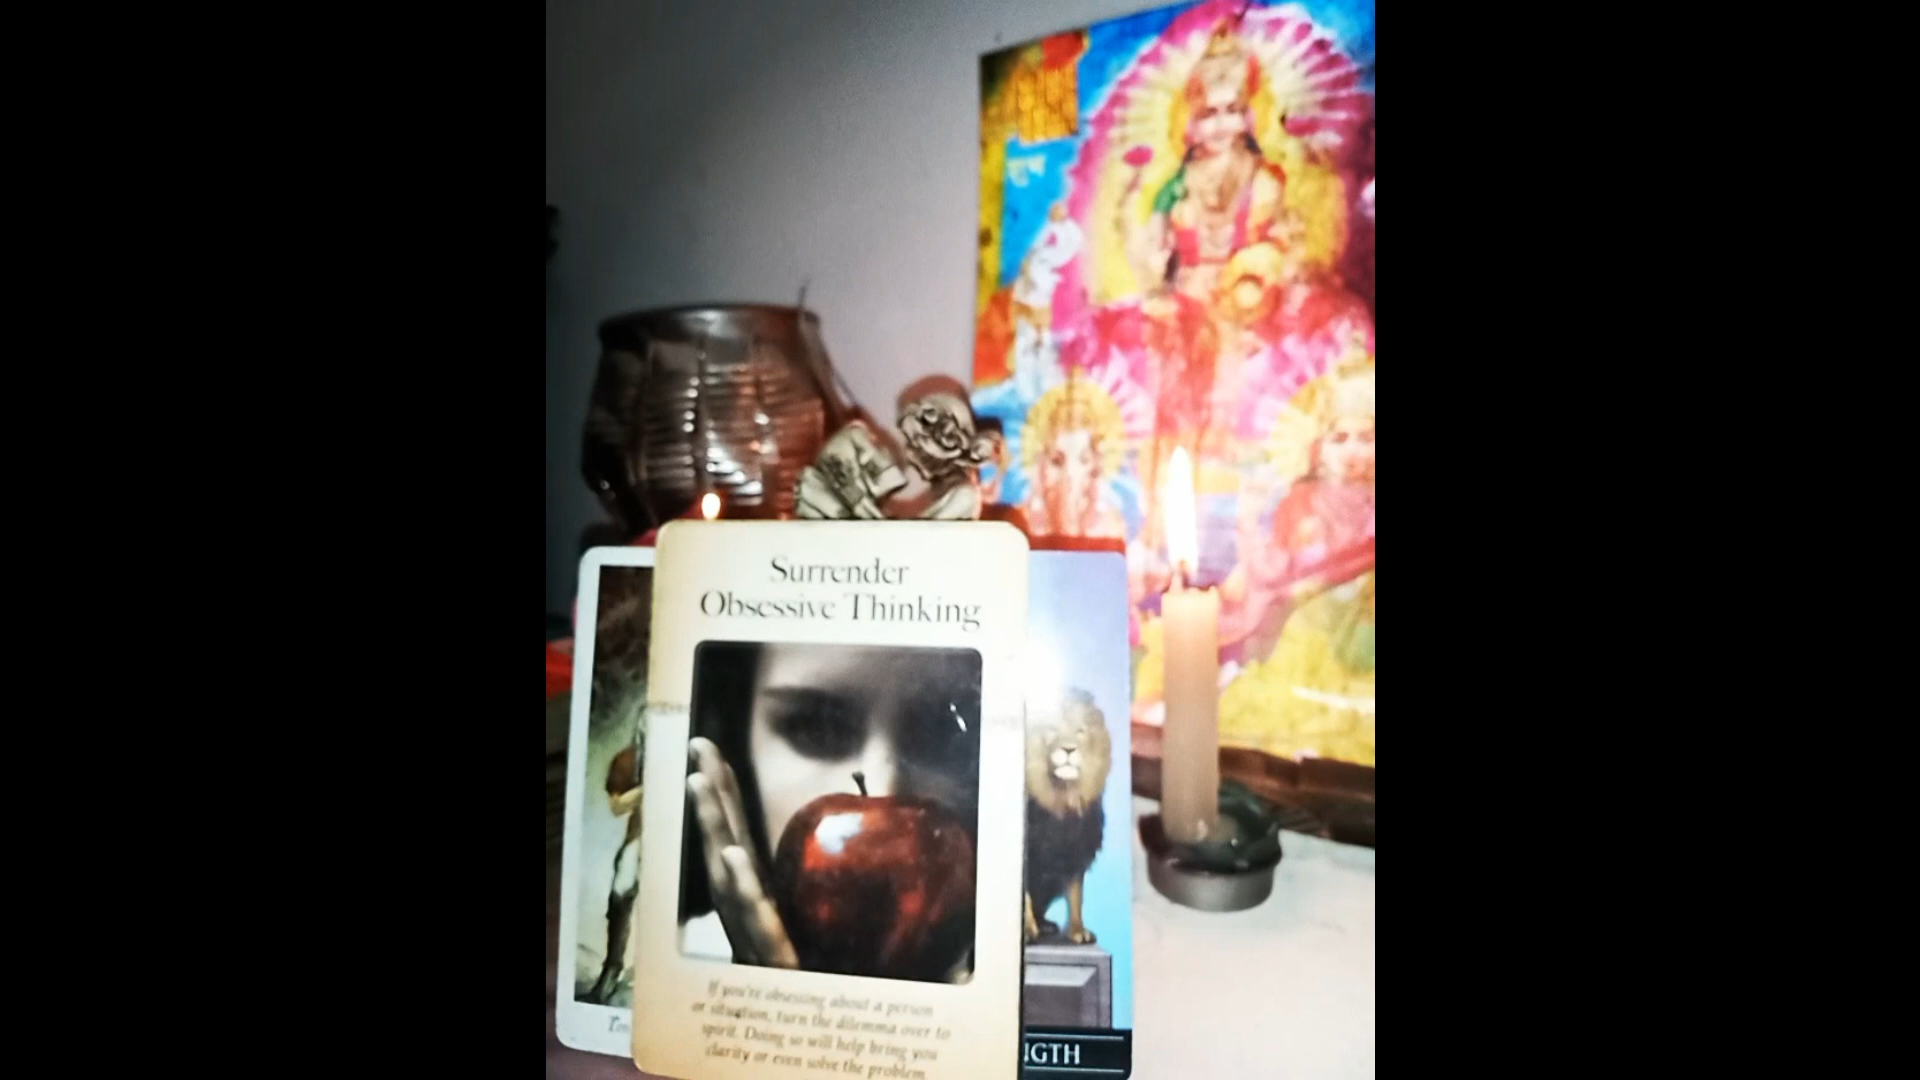 Surrender
Obsessive Thinking
If you're obsessing about a person
or situation, turn the dilemma over to
spirit. Doing so will help bring you
clarity or even solve the problem
NGTH